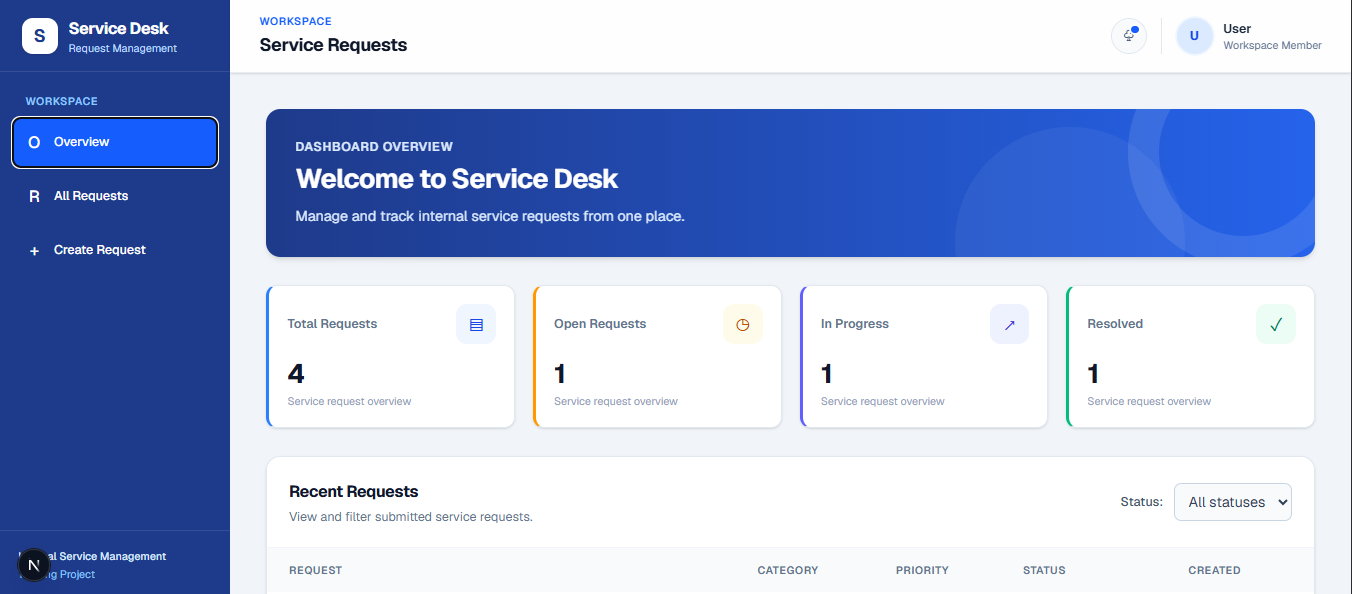 S
Service Desk
Request Management
WORKSPACE
O Overview
R All Requests
+ Create Request
al Service Management
g Project
N
WORKSPACE
Service Requests
U
User
Workspace Member
DASHBOARD OVERVIEW
Welcome to Service Desk
Manage and track internal service requests from one place.
Total Requests
4
Service request overview
Open Requests
1
Service request overview
In Progress
1
Service request overview
Resolved
1
Service request overview
Recent Requests
View and filter submitted service requests.
Status: All statuses
REQUEST CATEGORY PRIORITY STATUS CREATED